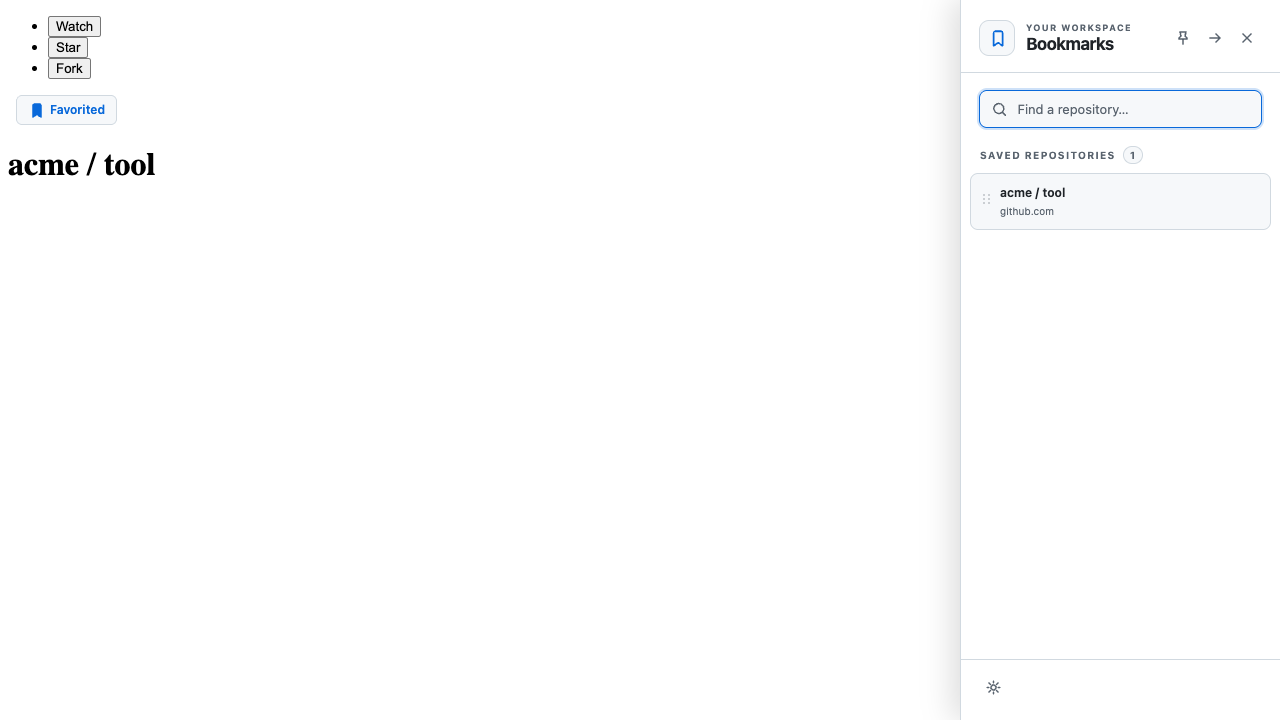 Watch
Star
Fork
Favorited
acme / tool
YOUR WORKSPACE
Bookmarks
Find a repository...
SAVED REPOSITORIES 1
acme / tool
github.com